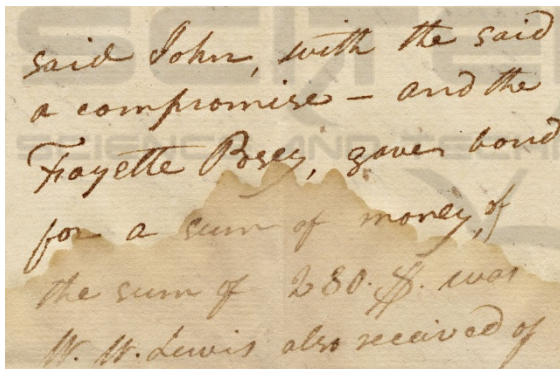 said John, with the said
a compromise – and the
Fayette Posey, gave bond
for a sum of money, of
the sum of 280.$. was
W. W. Lewis also received of